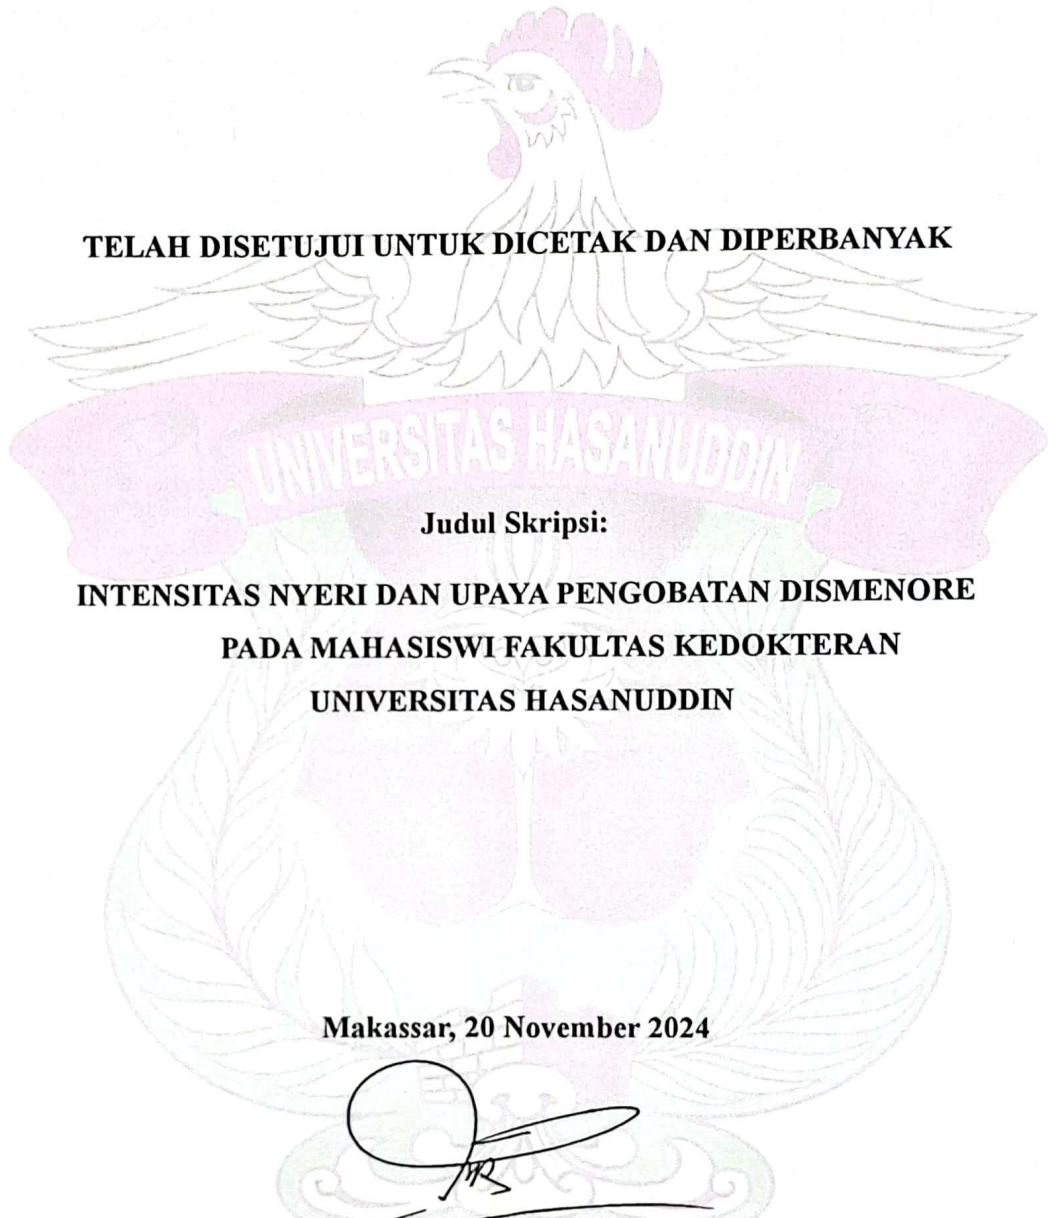 TELAH DISETUJUI UNTUK DICETAK DAN DIPERBANYAK
UNIVERSITAS HASANUDDIN
Judul Skripsi:
INTENSITAS NYERI DAN UPAYA PENGOBATAN DISMENORE
PADA MAHASISWI FAKULTAS KEDOKTERAN
UNIVERSITAS HASANUDDIN
Makassar, 20 November 2024